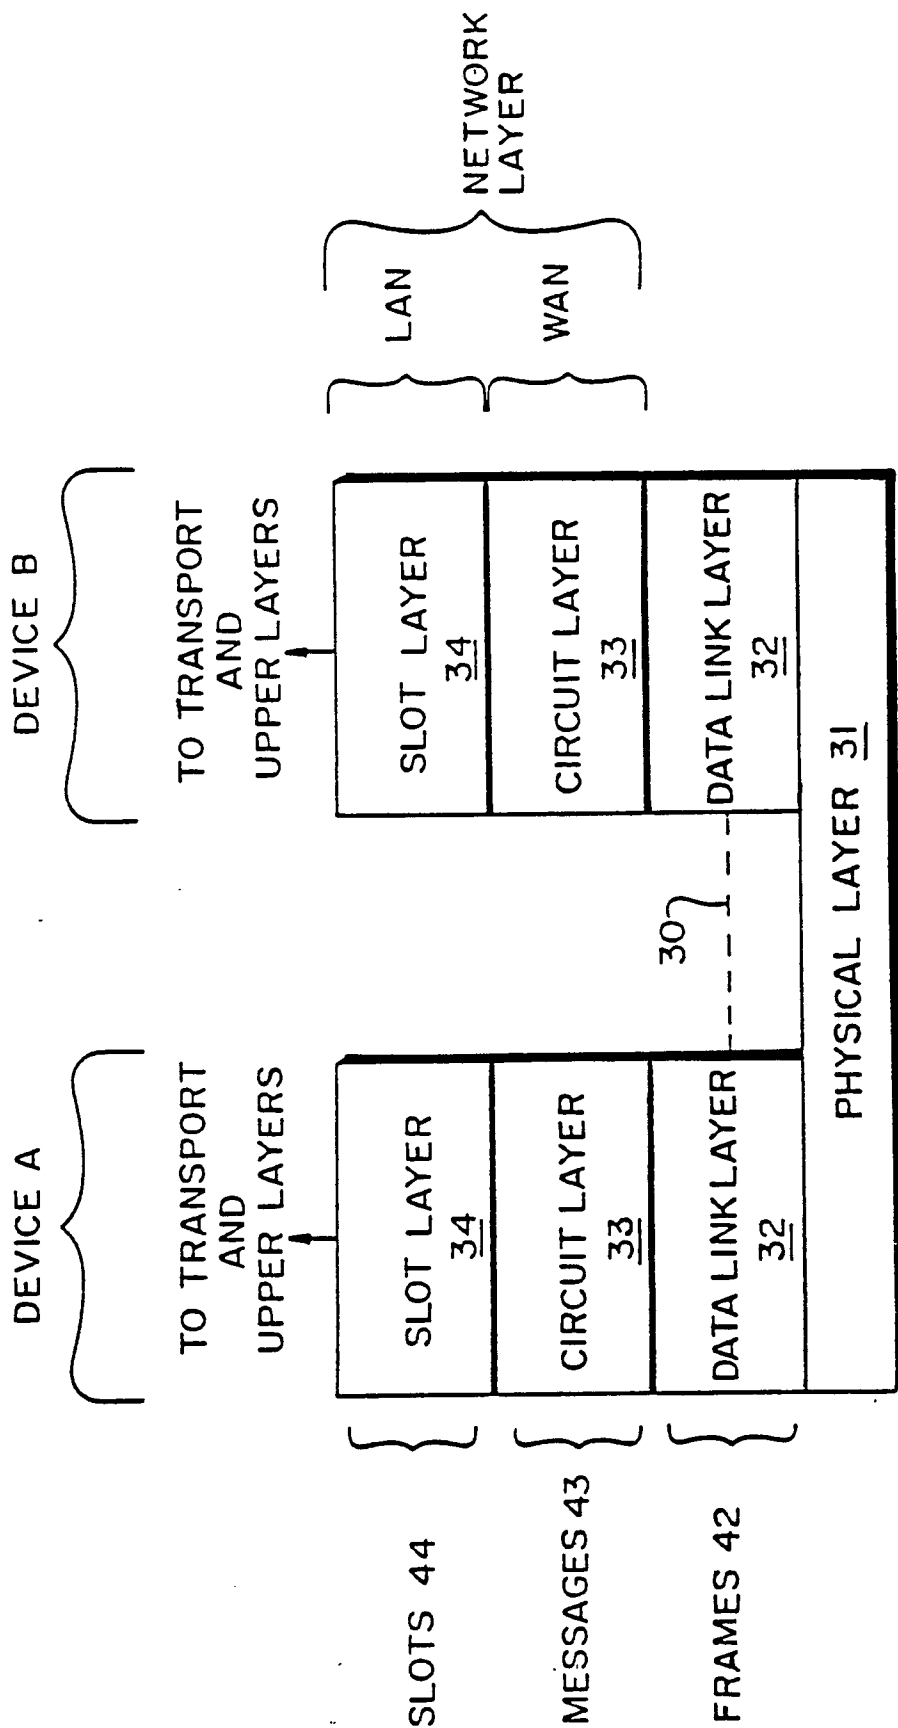 DEVICE A
DEVICE B
TO TRANSPORT
AND
UPPER LAYERS
TO TRANSPORT
AND
UPPER LAYERS
SLOTS 44
SLOT LAYER
34
SLOT LAYER
34
LAN
NETWORK
LAYER
MESSAGES 43
CIRCUIT LAYER
33
CIRCUIT LAYER
33
WAN
FRAMES 42
DATA LINK LAYER
32
30
DATA LINK LAYER
32
PHYSICAL LAYER 31